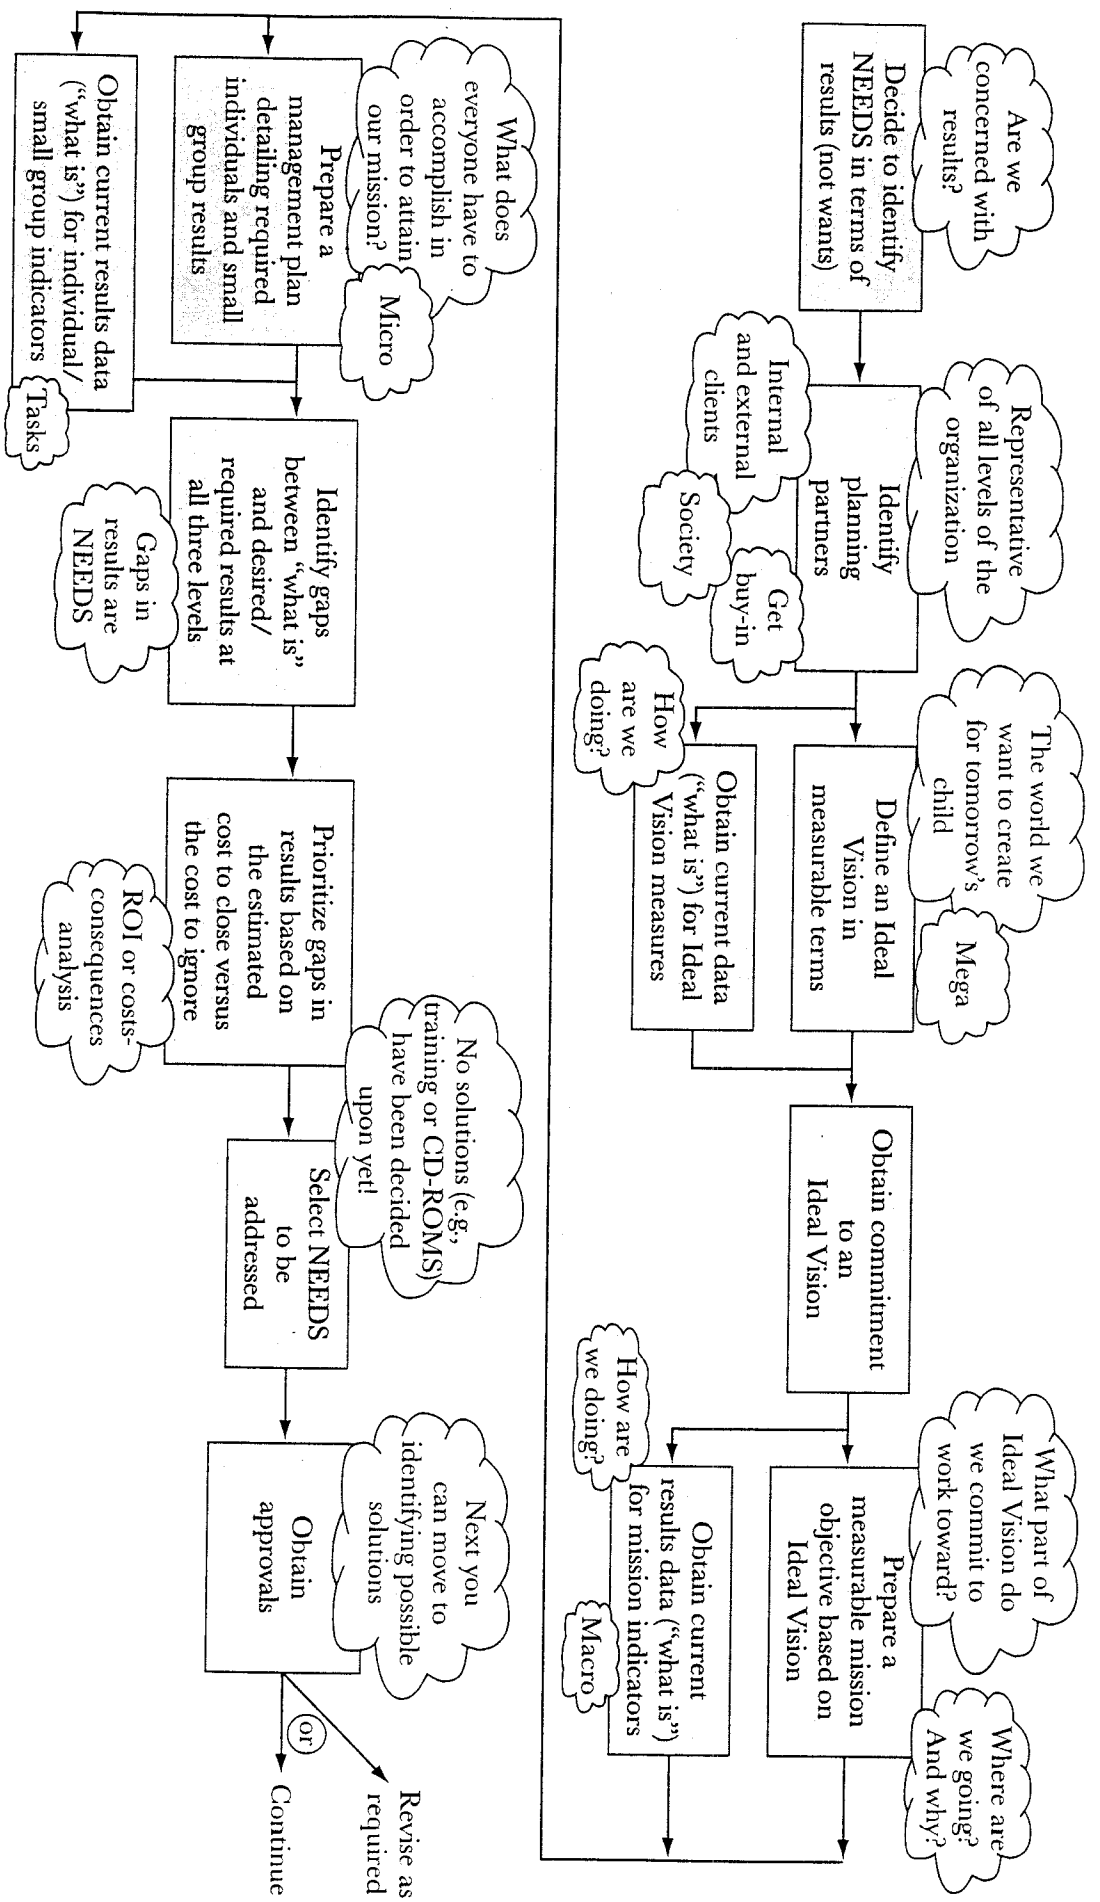 Are we
concerned with
results?
Decide to identify
NEEDS in terms of
results (not wants)
Representative
of all levels of the
organization
Identify
planning
partners
Internal
and external
clients
Society
Get
buy-in
The world we
want to create
for tomorrow's
child
Mega
Define an Ideal
Vision in
measurable terms
How
are we
doing?
Obtain current data
(“what is”) for Ideal
Vision measures
Obtain commitment
to an
Ideal Vision
What part of
Ideal Vision do
we commit to
work toward?
Where are
we going?
And why?
Prepare a
measurable mission
objective based on
Ideal Vision
How are
we doing?
Obtain current
results data (“what is”)
for mission indicators
Macro
What does
everyone have to
accomplish in
order to attain
our mission?
Micro
Prepare a
management plan
detailing required
individuals and small
group results
Obtain current results data
(“what is”) for individual/
small group indicators
Tasks
Identify gaps
between “what is”
and desired/
required results at
all three levels
Gaps in
results are
NEEDS
Prioritize gaps in
results based on
the estimated
cost to close versus
the cost to ignore
ROI or costs-
consequences
analysis
No solutions (e.g.,
training or CD-ROMS)
have been decided
upon yet!
Select NEEDS
to be
addressed
Next you
can move to
identifying possible
solutions
Obtain
approvals
or
Revise as
required
Continue